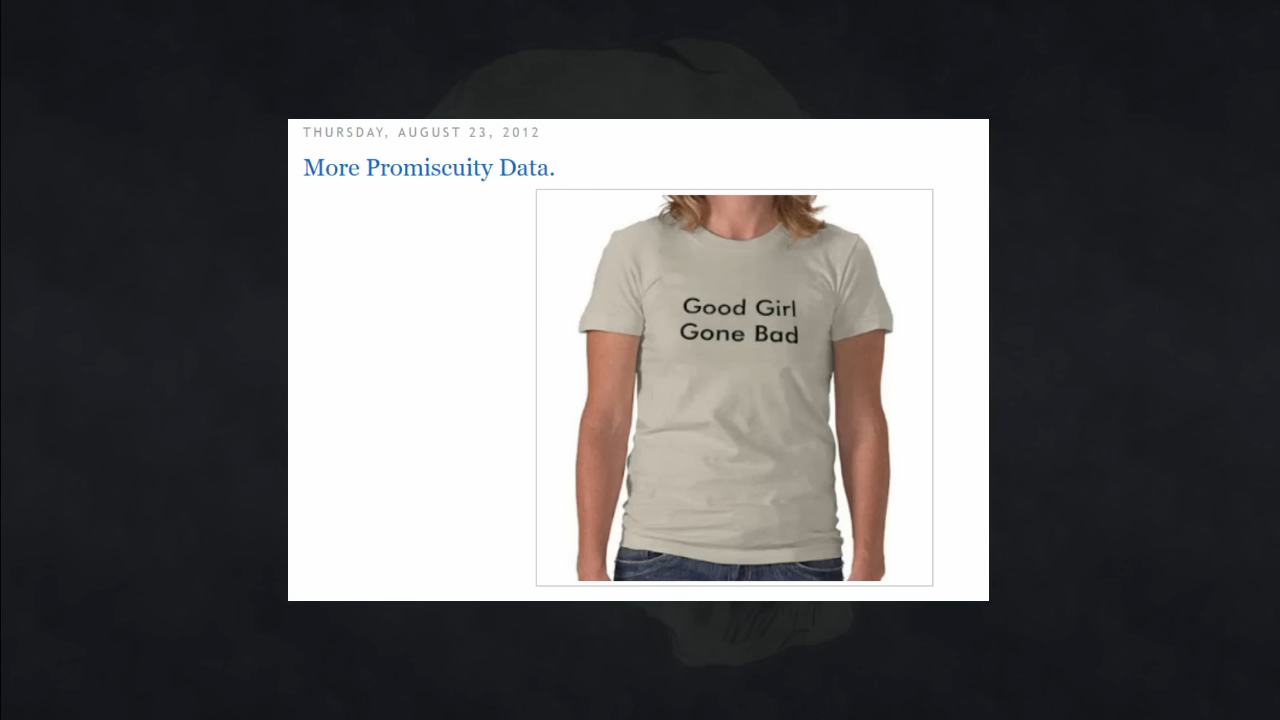 THURSDAY, AUGUST 23, 2012
More Promiscuity Data.
Good Girl
Gone Bad